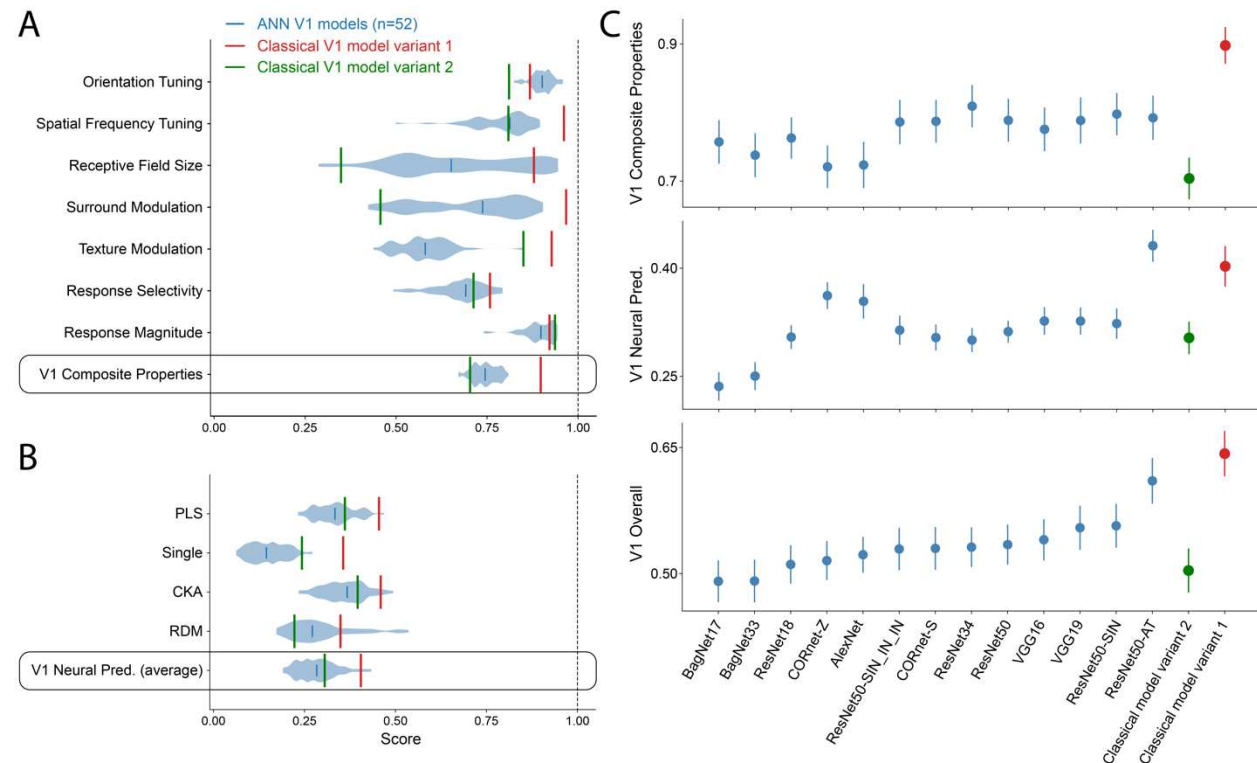 A
ANN V1 models (n=52)
Classical V1 model variant 1
Classical V1 model variant 2
Orientation Tuning
Spatial Frequency Tuning
Receptive Field Size
Surround Modulation
Texture Modulation
Response Selectivity
Response Magnitude
V1 Composite Properties
0.00 0.25 0.50 0.75 1.00
B
PLS
Single
CKA
RDM
V1 Neural Pred. (average)
0.00 0.25 0.50 0.75 1.00
Score
C
V1 Composite Properties
0.9
0.7
V1 Neural Pred.
0.40
0.25
V1 Overall
0.65
0.50
BagNet17
BagNet33
ResNet18
CORnet-Z
AlexNet
ResNet50-SIN_IN_IN
CORnet-S
ResNet34
ResNet50
VGG16
VGG19
ResNet50-SIN
ResNet50-AT
Classical model variant 2
Classical model variant 1